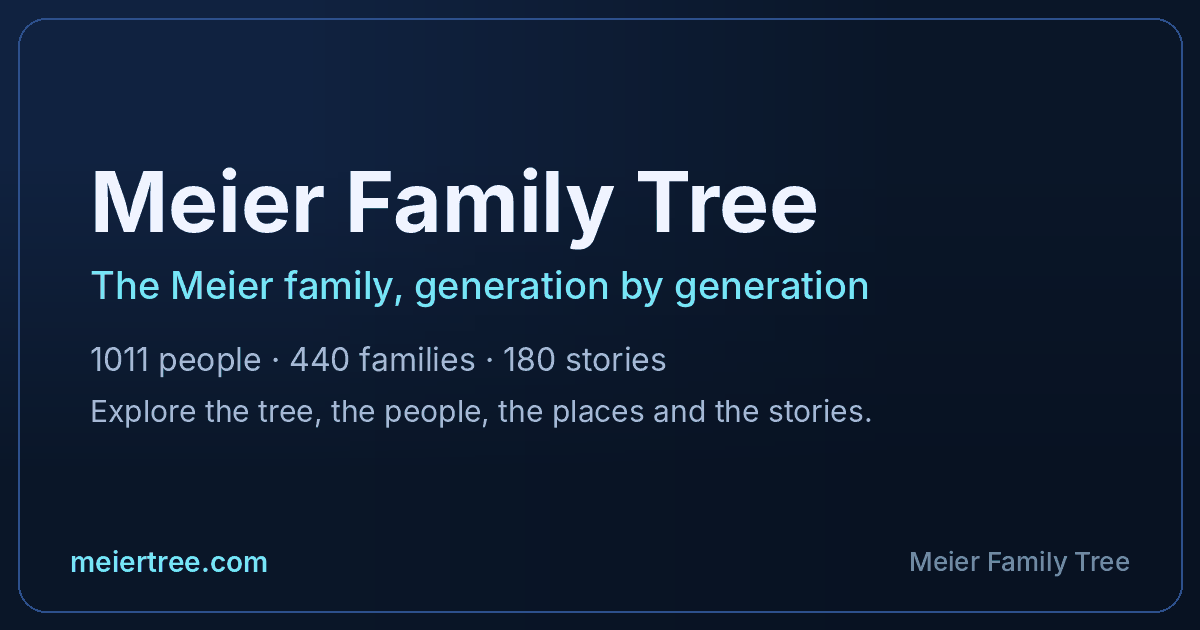 Meier Family Tree
The Meier family, generation by generation
1011 people · 440 families · 180 stories
Explore the tree, the people, the places and the stories.
meiertree.com
Meier Family Tree